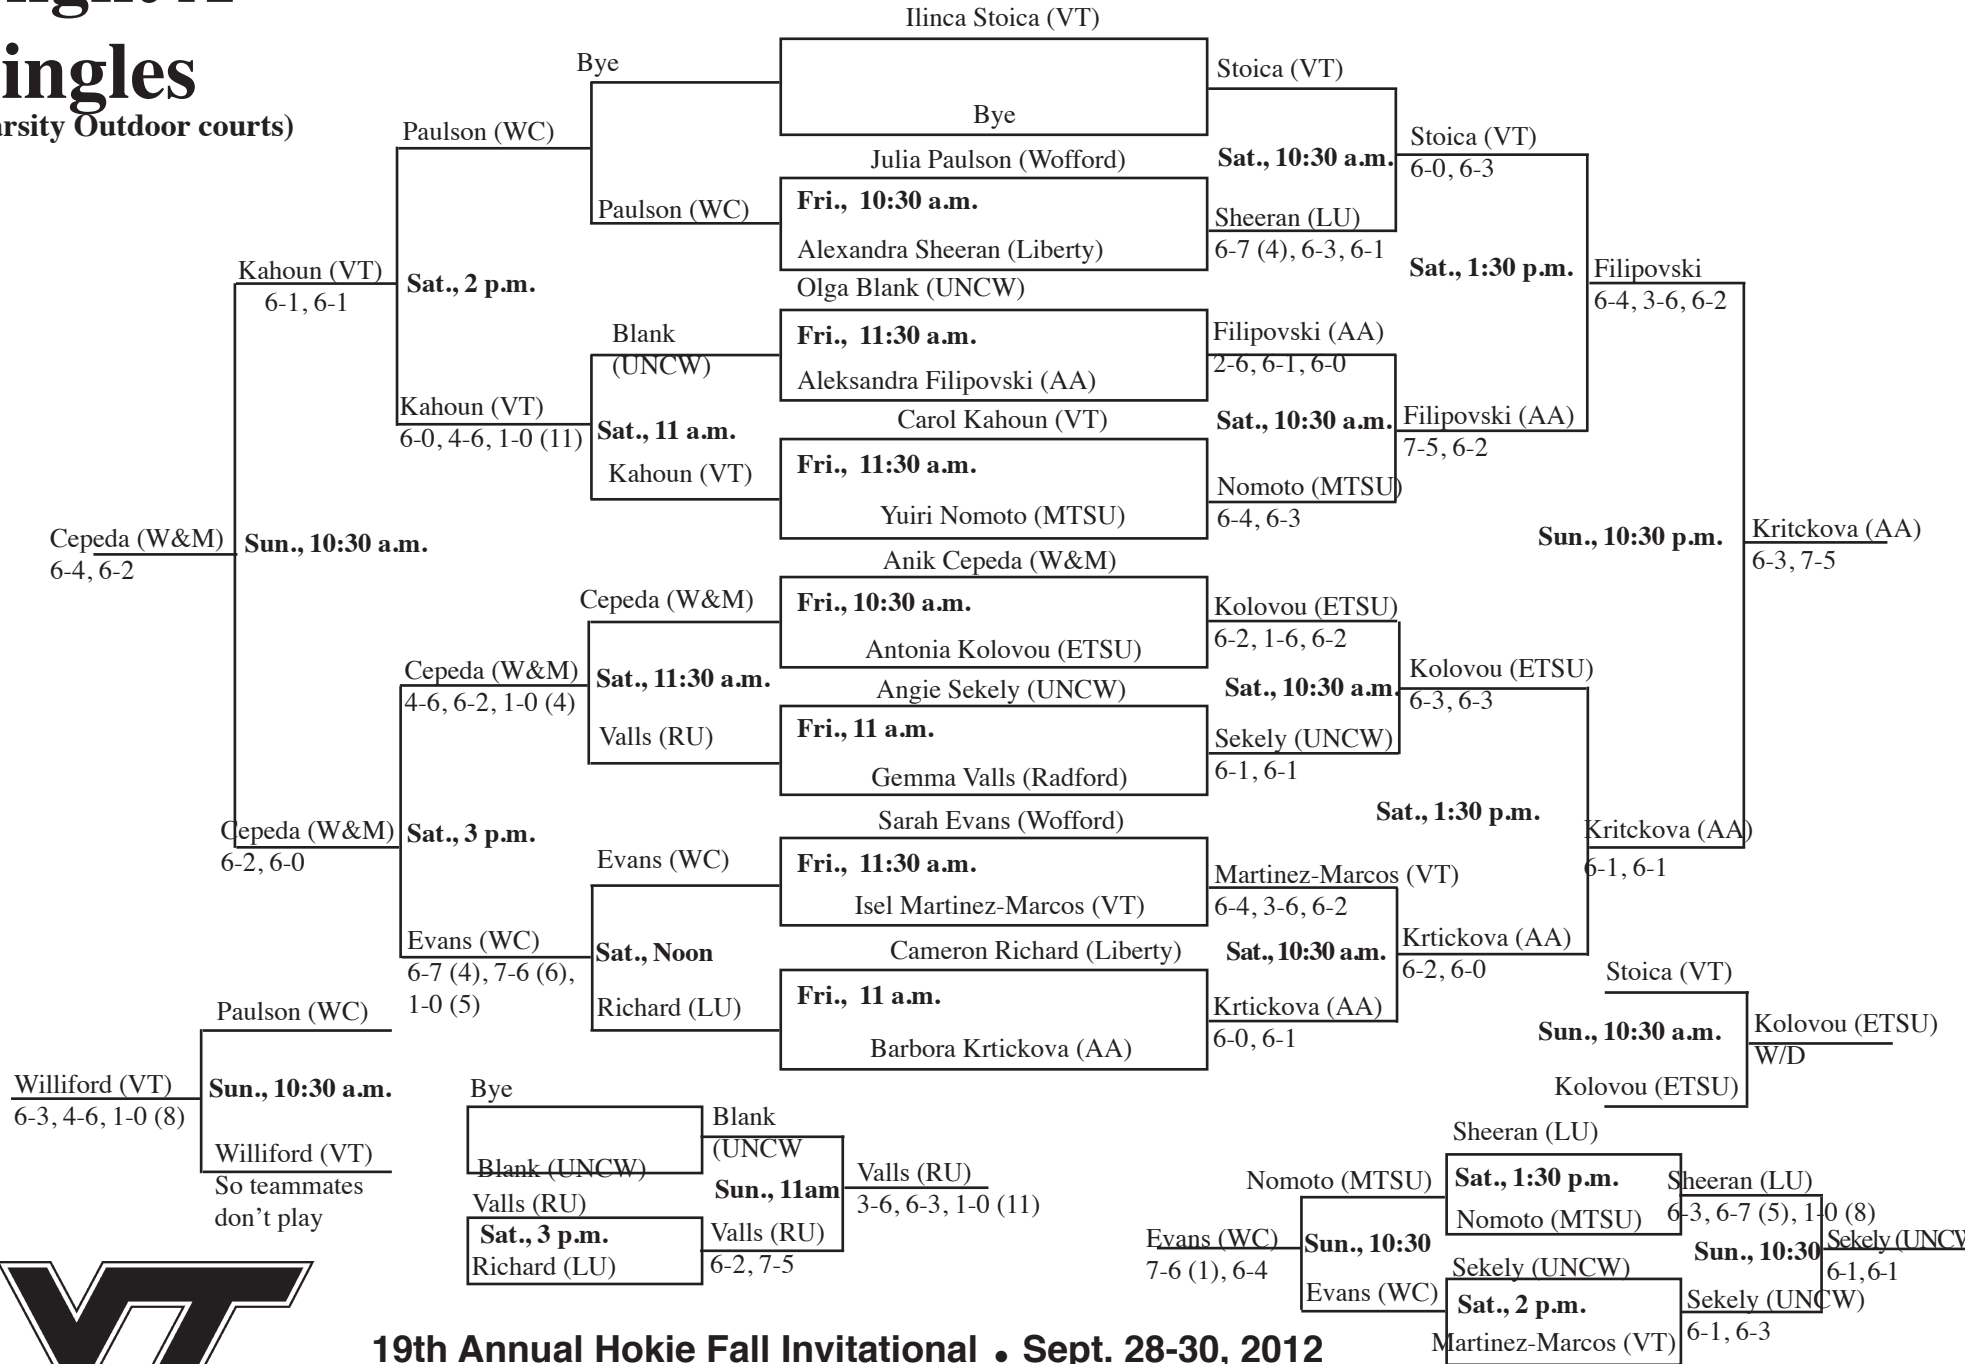 ingles
arsity Outdoor courts)
Ilinca Stoica (VT)
Bye
Stoica (VT)
Bye
Paulson (WC)
Stoica (VT)
6-0, 6-3
Julia Paulson (Wofford)
Sat., 10:30 a.m.
Fri., 10:30 a.m.
Paulson (WC)
Sheeran (LU)
6-7 (4), 6-3, 6-1
Alexandra Sheeran (Liberty)
Kahoun (VT)
6-1, 6-1
Sat., 2 p.m.
Sat., 1:30 p.m.
Filipovski
6-4, 3-6, 6-2
Olga Blank (UNCW)
Blank
(UNCW)
Fri., 11:30 a.m.
Filipovski (AA)
2-6, 6-1, 6-0
Aleksandra Filipovski (AA)
Kahoun (VT)
6-0, 4-6, 1-0 (11)
Carol Kahoun (VT)
Sat., 10:30 a.m.
Filipovski (AA)
7-5, 6-2
Sat., 11 a.m.
Kahoun (VT)
Fri., 11:30 a.m.
Nomoto (MTSU)
6-4, 6-3
Yuiri Nomoto (MTSU)
Cepeda (W&M)
6-4, 6-2
Sun., 10:30 a.m.
Sun., 10:30 p.m.
Kritckova (AA)
6-3, 7-5
Anik Cepeda (W&M)
Cepeda (W&M)
Fri., 10:30 a.m.
Kolovou (ETSU)
6-2, 1-6, 6-2
Antonia Kolovou (ETSU)
Cepeda (W&M)
4-6, 6-2, 1-0 (4)
Sat., 11:30 a.m.
Angie Sekely (UNCW)
Sat., 10:30 a.m.
Kolovou (ETSU)
6-3, 6-3
Valls (RU)
Fri., 11 a.m.
Sekely (UNCW)
6-1, 6-1
Gemma Valls (Radford)
Cepeda (W&M)
6-2, 6-0
Sat., 3 p.m.
Sarah Evans (Wofford)
Sat., 1:30 p.m.
Kritckova (AA)
6-1, 6-1
Evans (WC)
Fri., 11:30 a.m.
Martinez-Marcos (VT)
6-4, 3-6, 6-2
Isel Martinez-Marcos (VT)
Evans (WC)
6-7 (4), 7-6 (6),
1-0 (5)
Sat., Noon
Cameron Richard (Liberty)
Sat., 10:30 a.m.
Krtickova (AA)
6-2, 6-0
Richard (LU)
Fri., 11 a.m.
Krtickova (AA)
6-0, 6-1
Barbora Krtickova (AA)
Stoica (VT)
Sun., 10:30 a.m.
Kolovou (ETSU)
W/D
Kolovou (ETSU)
Paulson (WC)
Williford (VT)
6-3, 4-6, 1-0 (8)
Sun., 10:30 a.m.
Williford (VT)
So teammates
don't play
Bye
Blank
(UNCW
Blank (UNCW)
Valls (RU)
Sun., 11am
Valls (RU)
3-6, 6-3, 1-0 (11)
Sat., 3 p.m.
Valls (RU)
6-2, 7-5
Richard (LU)
Sheeran (LU)
Nomoto (MTSU)
Sat., 1:30 p.m.
Sheeran (LU)
6-3, 6-7 (5), 1-0 (8)
Nomoto (MTSU)
Evans (WC)
7-6 (1), 6-4
Sun., 10:30
Sun., 10:30
Sekely (UNCW
6-1,6-1
Sekely (UNCW)
Evans (WC)
Sat., 2 p.m.
Sekely (UNCW)
6-1, 6-3
Martinez-Marcos (VT)
VT
19th Annual Hokie Fall Invitational • Sept. 28-30, 2012